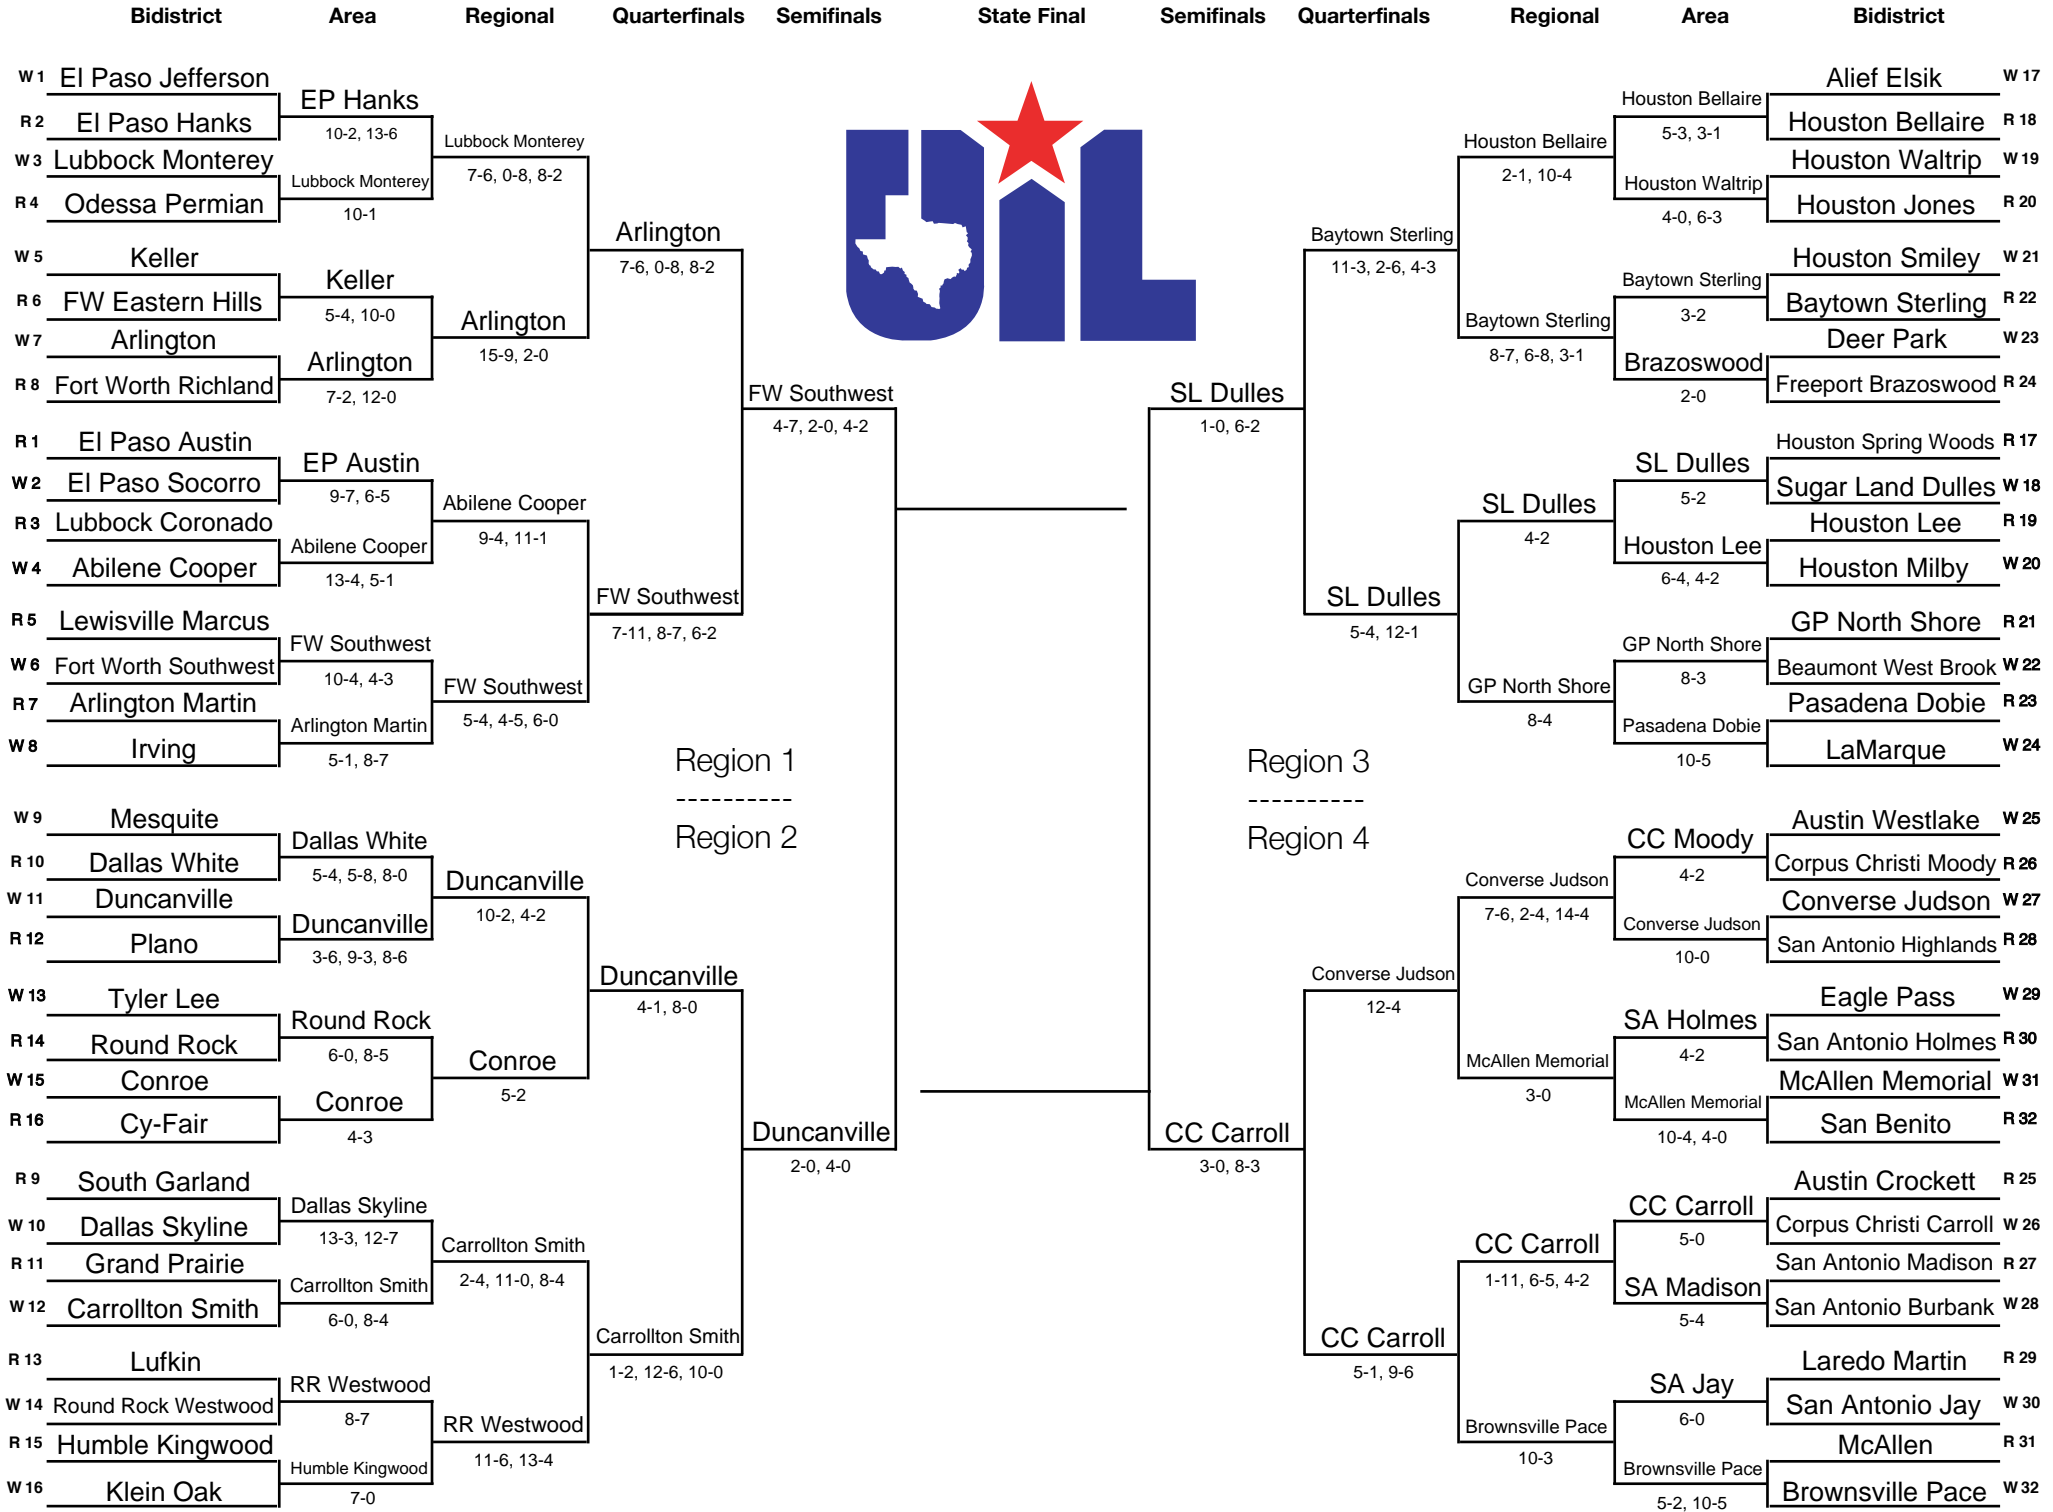 Bidistrict Area Regional Quarterfinals Semifinals State Final Semifinals Quarterfinals Regional Area Bidistrict
W 1 El Paso Jefferson
EP Hanks
10-2, 13-6
R 2 El Paso Hanks
Lubbock Monterey
7-6, 0-8, 8-2
W 3 Lubbock Monterey
Lubbock Monterey
10-1
R 4 Odessa Permian
Arlington
7-6, 0-8, 8-2
W 5 Keller
Keller
5-4, 10-0
R 6 FW Eastern Hills
Arlington
15-9, 2-0
W 7 Arlington
Arlington
7-2, 12-0
R 8 Fort Worth Richland
FW Southwest
4-7, 2-0, 4-2
R 1 El Paso Austin
EP Austin
9-7, 6-5
W 2 El Paso Socorro
Abilene Cooper
9-4, 11-1
R 3 Lubbock Coronado
Abilene Cooper
13-4, 5-1
W 4 Abilene Cooper
FW Southwest
7-11, 8-7, 6-2
R 5 Lewisville Marcus
FW Southwest
10-4, 4-3
W 6 Fort Worth Southwest
FW Southwest
5-4, 4-5, 6-0
R 7 Arlington Martin
Arlington Martin
5-1, 8-7
W 8 Irving
Region 1
----------
Region 2
W 9 Mesquite
Dallas White
5-4, 5-8, 8-0
R 10 Dallas White
Duncanville
10-2, 4-2
W 11 Duncanville
Duncanville
3-6, 9-3, 8-6
R 12 Plano
Duncanville
4-1, 8-0
W 13 Tyler Lee
Round Rock
6-0, 8-5
R 14 Round Rock
Conroe
5-2
W 15 Conroe
Conroe
4-3
R 16 Cy-Fair
Duncanville
2-0, 4-0
R 9 South Garland
Dallas Skyline
13-3, 12-7
W 10 Dallas Skyline
Carrollton Smith
2-4, 11-0, 8-4
R 11 Grand Prairie
Carrollton Smith
6-0, 8-4
W 12 Carrollton Smith
Carrollton Smith
1-2, 12-6, 10-0
R 13 Lufkin
RR Westwood
8-7
W 14 Round Rock Westwood
RR Westwood
11-6, 13-4
R 15 Humble Kingwood
Humble Kingwood
7-0
W 16 Klein Oak
UIL
Alief Elsik W 17
Houston Bellaire
5-3, 3-1
Houston Bellaire R 18
Houston Bellaire
2-1, 10-4
Houston Waltrip W 19
Houston Waltrip
4-0, 6-3
Houston Jones R 20
Baytown Sterling
11-3, 2-6, 4-3
Houston Smiley W 21
Baytown Sterling
3-2
Baytown Sterling R 22
Baytown Sterling
8-7, 6-8, 3-1
Deer Park W 23
Brazoswood
2-0
Freeport Brazoswood R 24
SL Dulles
1-0, 6-2
Houston Spring Woods R 17
SL Dulles
5-2
Sugar Land Dulles W 18
SL Dulles
4-2
Houston Lee R 19
Houston Lee
6-4, 4-2
Houston Milby W 20
SL Dulles
5-4, 12-1
GP North Shore R 21
GP North Shore
8-3
Beaumont West Brook W 22
GP North Shore
8-4
Pasadena Dobie R 23
Pasadena Dobie
10-5
LaMarque W 24
Region 3
----------
Region 4
Austin Westlake W 25
CC Moody
4-2
Corpus Christi Moody R 26
Converse Judson
7-6, 2-4, 14-4
Converse Judson W 27
Converse Judson
10-0
San Antonio Highlands R 28
Converse Judson
12-4
Eagle Pass W 29
SA Holmes
4-2
San Antonio Holmes R 30
McAllen Memorial
3-0
McAllen Memorial W 31
McAllen Memorial
10-4, 4-0
San Benito R 32
CC Carroll
3-0, 8-3
Austin Crockett R 25
CC Carroll
5-0
Corpus Christi Carroll W 26
CC Carroll
1-11, 6-5, 4-2
San Antonio Madison R 27
SA Madison
5-4
San Antonio Burbank W 28
CC Carroll
5-1, 9-6
Laredo Martin R 29
SA Jay
6-0
San Antonio Jay W 30
Brownsville Pace
10-3
McAllen R 31
Brownsville Pace
5-2, 10-5
Brownsville Pace W 32